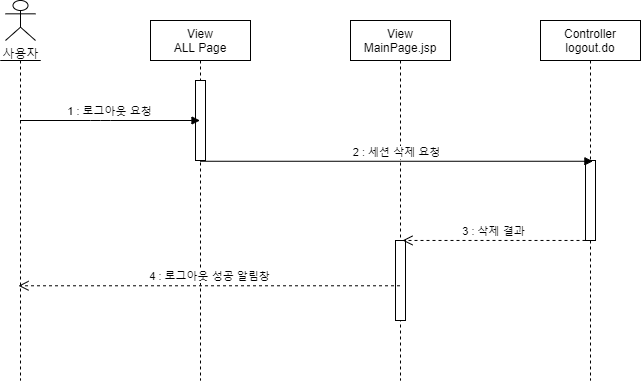 사용자
View
ALL Page
View
MainPage.jsp
Controller
logout.do
1 : 로그아웃 요청
2 : 세션 삭제 요청
3 : 삭제 결과
4 : 로그아웃 성공 알림창